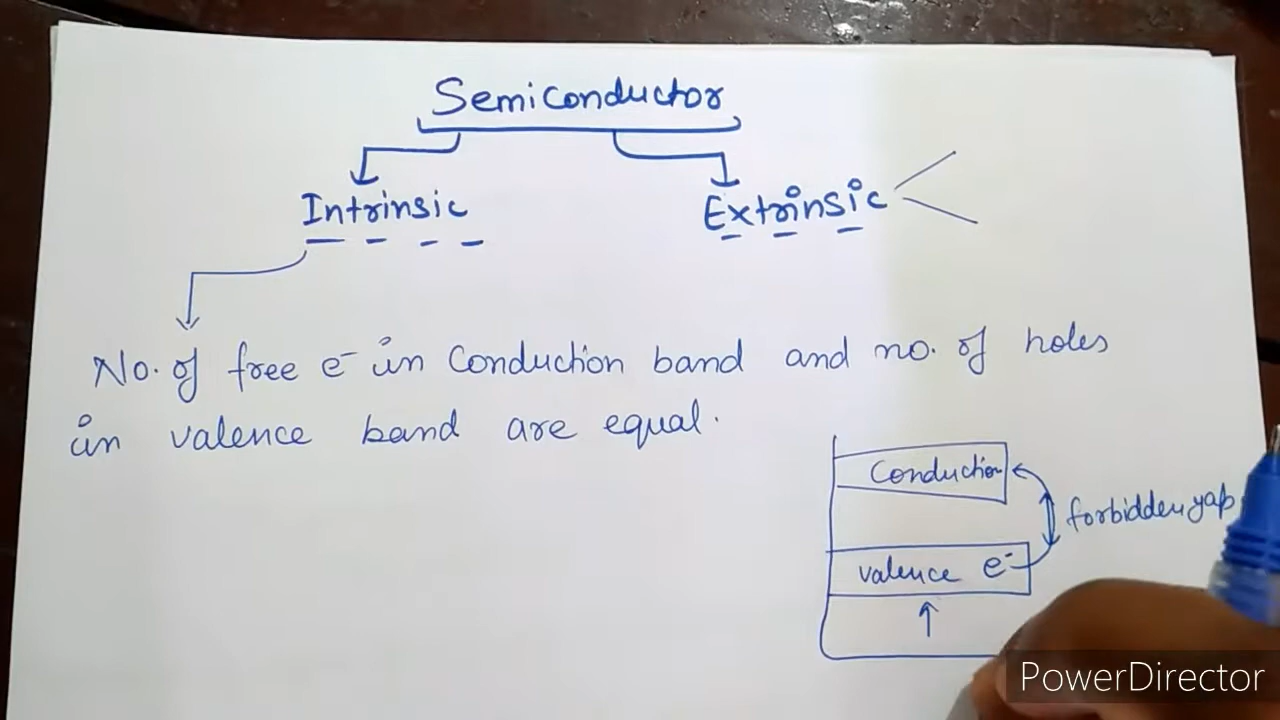 Semiconductor
Intrinsic
Extrinsic
No. of free e⁻ in Conduction band and no. of holes
in valence band are equal.
Conduction
forbidden gap
valence e⁻
PowerDirector